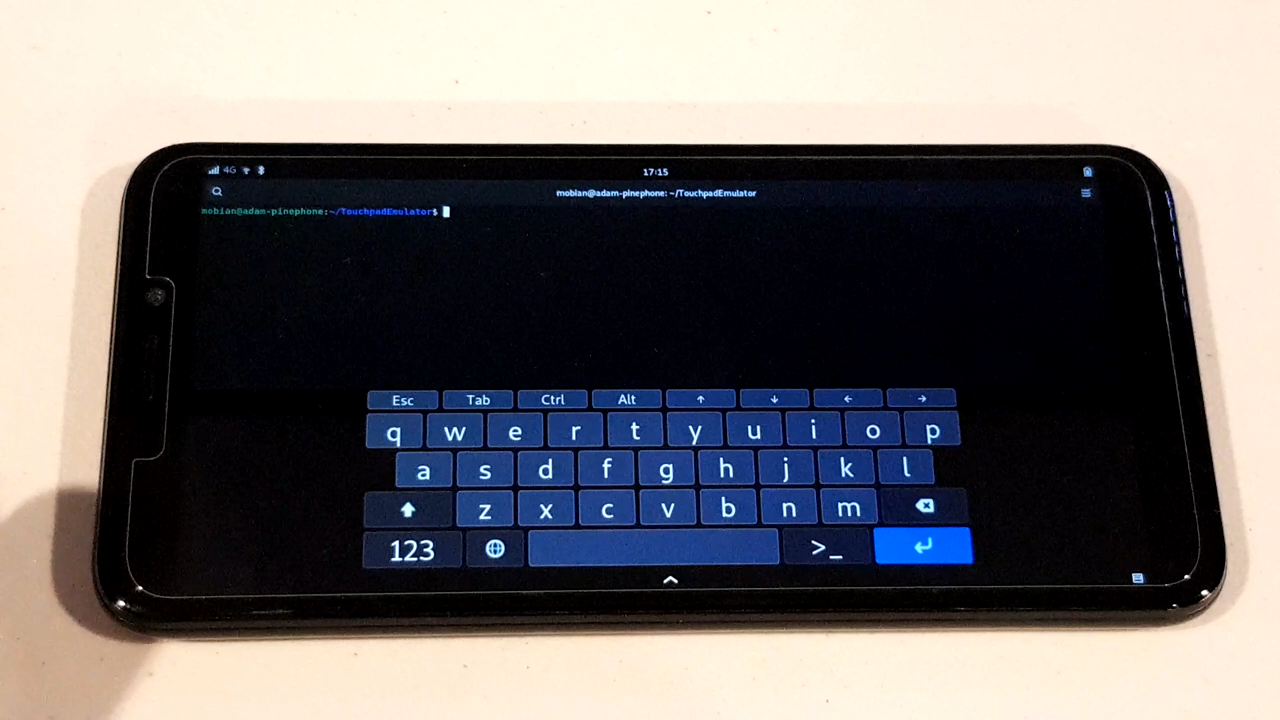 4G 17:15
mobian@adam-pinephone: ~/TouchpadEmulator
mobian@adam-pinephone:~/TouchpadEmulator$
Esc Tab Ctrl Alt ↑ ↓ ← →
q w e r t y u i o p
a s d f g h j k l
z x c v b n m
123 >_